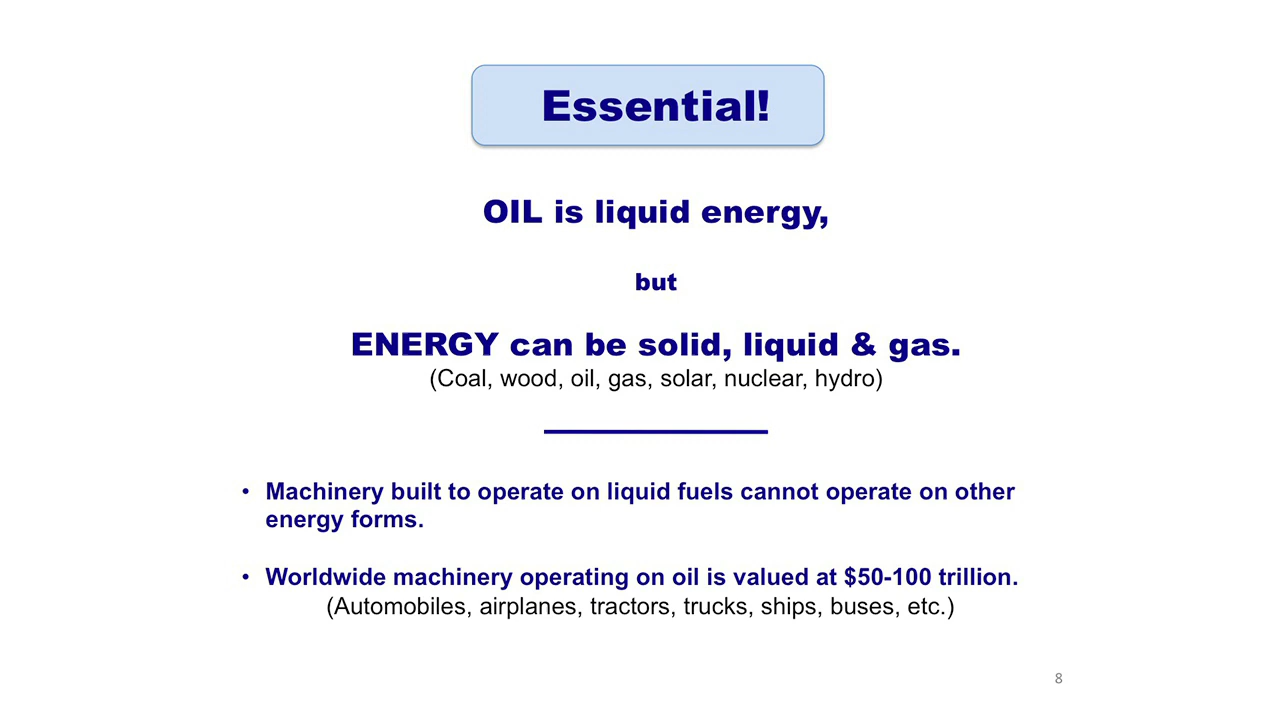 Essential!
OIL is liquid energy,
but
ENERGY can be solid, liquid & gas.
(Coal, wood, oil, gas, solar, nuclear, hydro)
• Machinery built to operate on liquid fuels cannot operate on other
energy forms.
• Worldwide machinery operating on oil is valued at $50-100 trillion.
(Automobiles, airplanes, tractors, trucks, ships, buses, etc.)
8